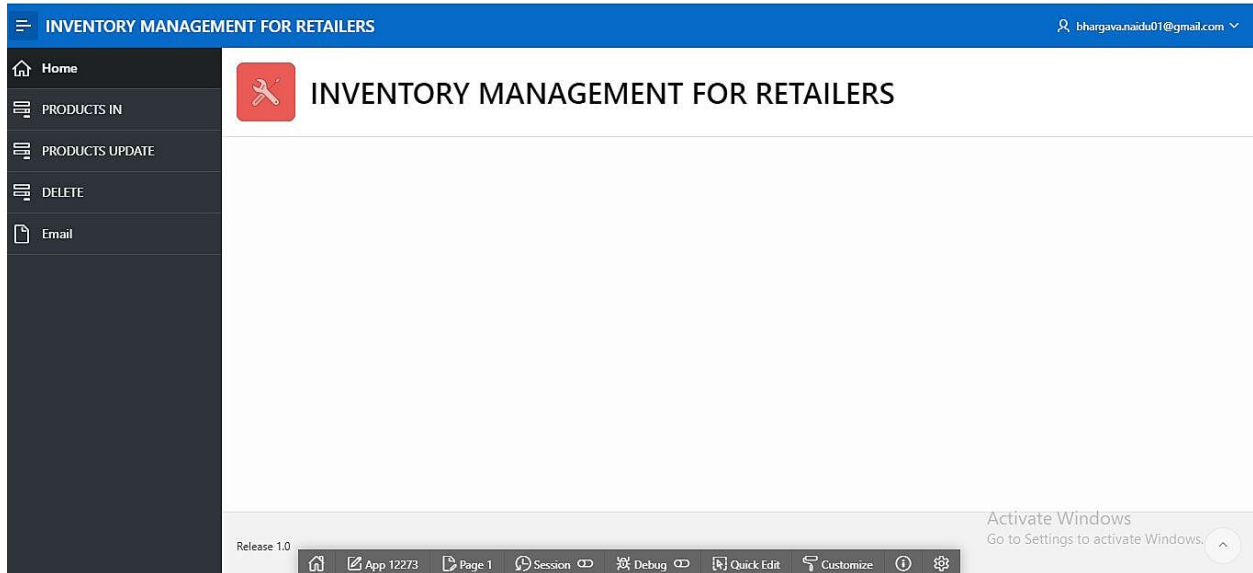 INVENTORY MANAGEMENT FOR RETAILERS
bhargava.naidu01@gmail.com
Home
PRODUCTS IN
PRODUCTS UPDATE
DELETE
Email
INVENTORY MANAGEMENT FOR RETAILERS
Activate Windows
Go to Settings to activate Windows.
Release 1.0
App 12273 Page 1 Session Debug Quick Edit Customize